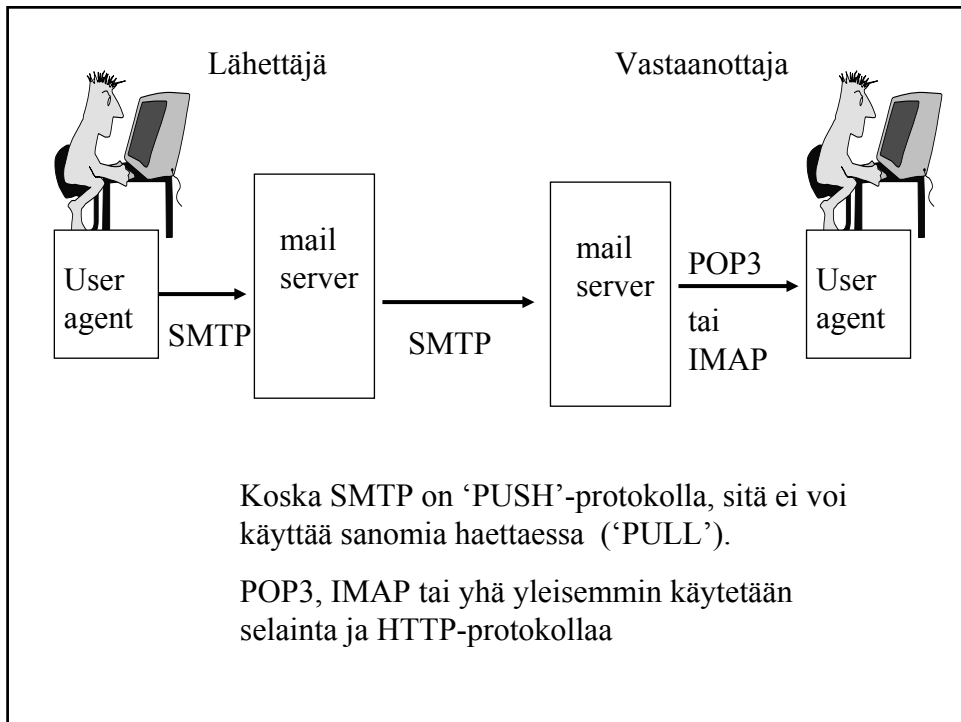 Lähettäjä
Vastaanottaja
User
agent
SMTP
mail
server
SMTP
mail
server
POP3
tai
IMAP
User
agent
Koska SMTP on ‘PUSH’-protokolla, sitä ei voi
käyttää sanomia haettaessa (‘PULL’).
POP3, IMAP tai yhä yleisemmin käytetään
selainta ja HTTP-protokollaa